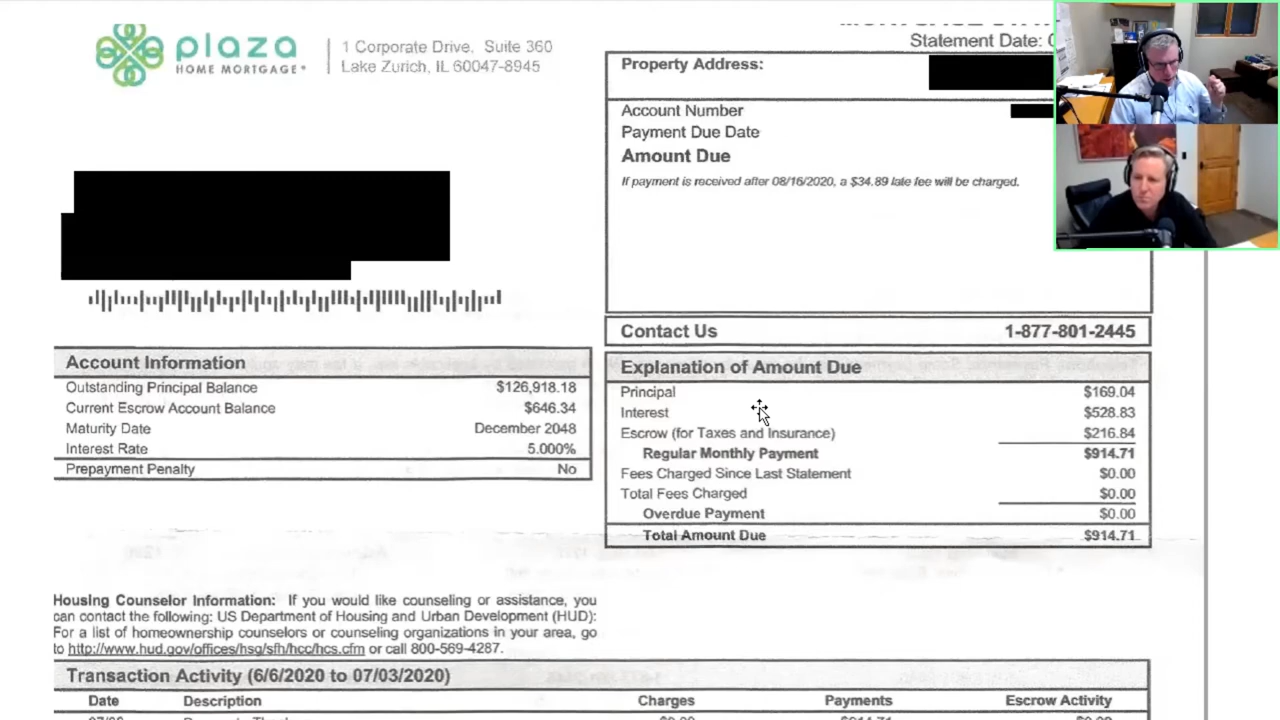 plaza
HOME MORTGAGE
1 Corporate Drive, Suite 360
Lake Zurich, IL 60047-8945
Statement Date:
Property Address:
Account Number
Payment Due Date
Amount Due
If payment is received after 08/16/2020, a $34.89 late fee will be charged.
Contact Us 1-877-801-2445
Account Information
Outstanding Principal Balance $126,918.18
Current Escrow Account Balance $646.34
Maturity Date December 2048
Interest Rate 5.000%
Prepayment Penalty No
Explanation of Amount Due
Principal $169.04
Interest $528.83
Escrow (for Taxes and Insurance) $216.84
Regular Monthly Payment $914.71
Fees Charged Since Last Statement $0.00
Total Fees Charged $0.00
Overdue Payment $0.00
Total Amount Due $914.71
Housing Counselor Information: If you would like counseling or assistance, you
can contact the following: US Department of Housing and Urban Development (HUD):
For a list of homeownership counselors or counseling organizations in your area, go
to http://www.hud.gov/offices/hsg/sfh/hcc/hcs.cfm or call 800-569-4287.
Transaction Activity (6/6/2020 to 07/03/2020)
Date Description Charges Payments Escrow Activity